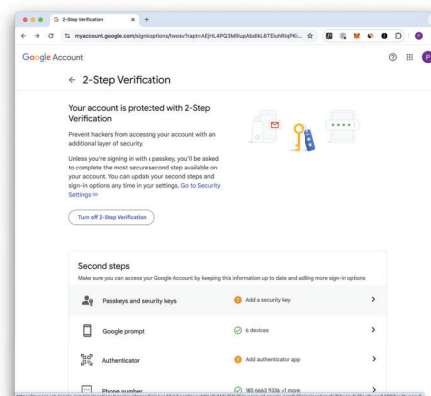 2-Step Verification
myaccount.google.com/signinoptions/twosv?rapt=AEjHL4PQ3MllupAbdlkL8TEiuhRlqPKi...
Google Account
P
← 2-Step Verification
Your account is protected with 2-Step
Verification
Prevent hackers from accessng your account with an
additional layer of security.
Unless you're signing in with a passkey, you'll be asked
to complete the most securesecond step available on
your account. You can update your second steps and
sign-in options any time in your settings. Go to Security
Settings
Turn off 2-Step Verification
Second steps
Make sure you can access your Google Account by keeping this information up to date and adding more sign-in options
Passkeys and security keys
Add a security key
Google prompt
6 devices
Authenticator
Add authenticator app
Phone number
185 6663 9336 +1 more